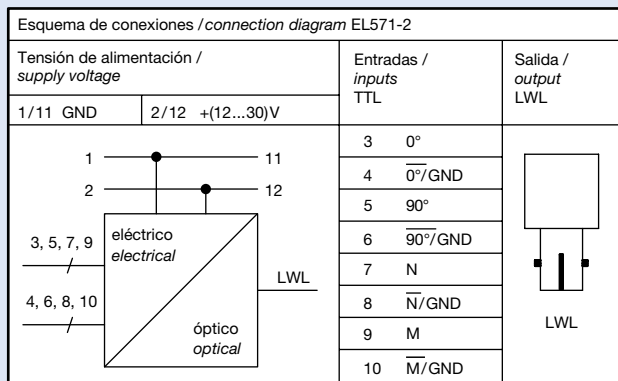 Esquema de conexiones / connection diagram EL571-2
Tensión de alimentación /
supply voltage
Entradas /
inputs
TTL
Salida /
output
LWL
1/11 GND
2/12 +(12...30)V
1
11
2
12
3, 5, 7, 9
4, 6, 8, 10
eléctrico
electrical
óptico
optical
LWL
3 0°
4 0°/GND
5 90°
6 90°/GND
7 N
8 N/GND
9 M
10 M/GND
LWL